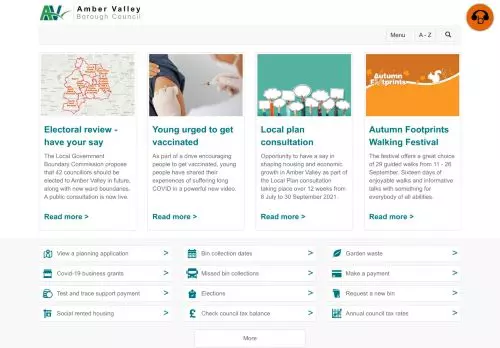 Amber Valley
Borough Council
Menu
A - Z
Autumn
Footprints
Electoral review -
have your say
The Local Government
Boundary Commission propose
that 42 councillors should be
elected to Amber Valley in future,
along with new ward boundaries.
A public consultation is now live.
Read more >
Young urged to get
vaccinated
As part of a drive encouraging
people to get vaccinated, young
people have shared their
experiences of suffering long
COVID in a powerful new video.
Read more >
Local plan
consultation
Opportunity to have a say in
shaping housing and economic
growth in Amber Valley as part of
the Local Plan consultation
taking place over 12 weeks from
8 July to 30 September 2021.
Read more >
Autumn Footprints
Walking Festival
The festival offers a great choice
of 29 guided walks from 11 - 26
September. Sixteen days of
enjoyable walks and informative
talks with something for
everybody of all abilities.
Read more >
View a planning application >
Bin collection dates >
Garden waste >
Covid-19 business grants >
Missed bin collections >
Make a payment >
Test and trace support payment >
Elections >
Request a new bin >
Social rented housing >
£ Check council tax balance >
Annual council tax rates >
More